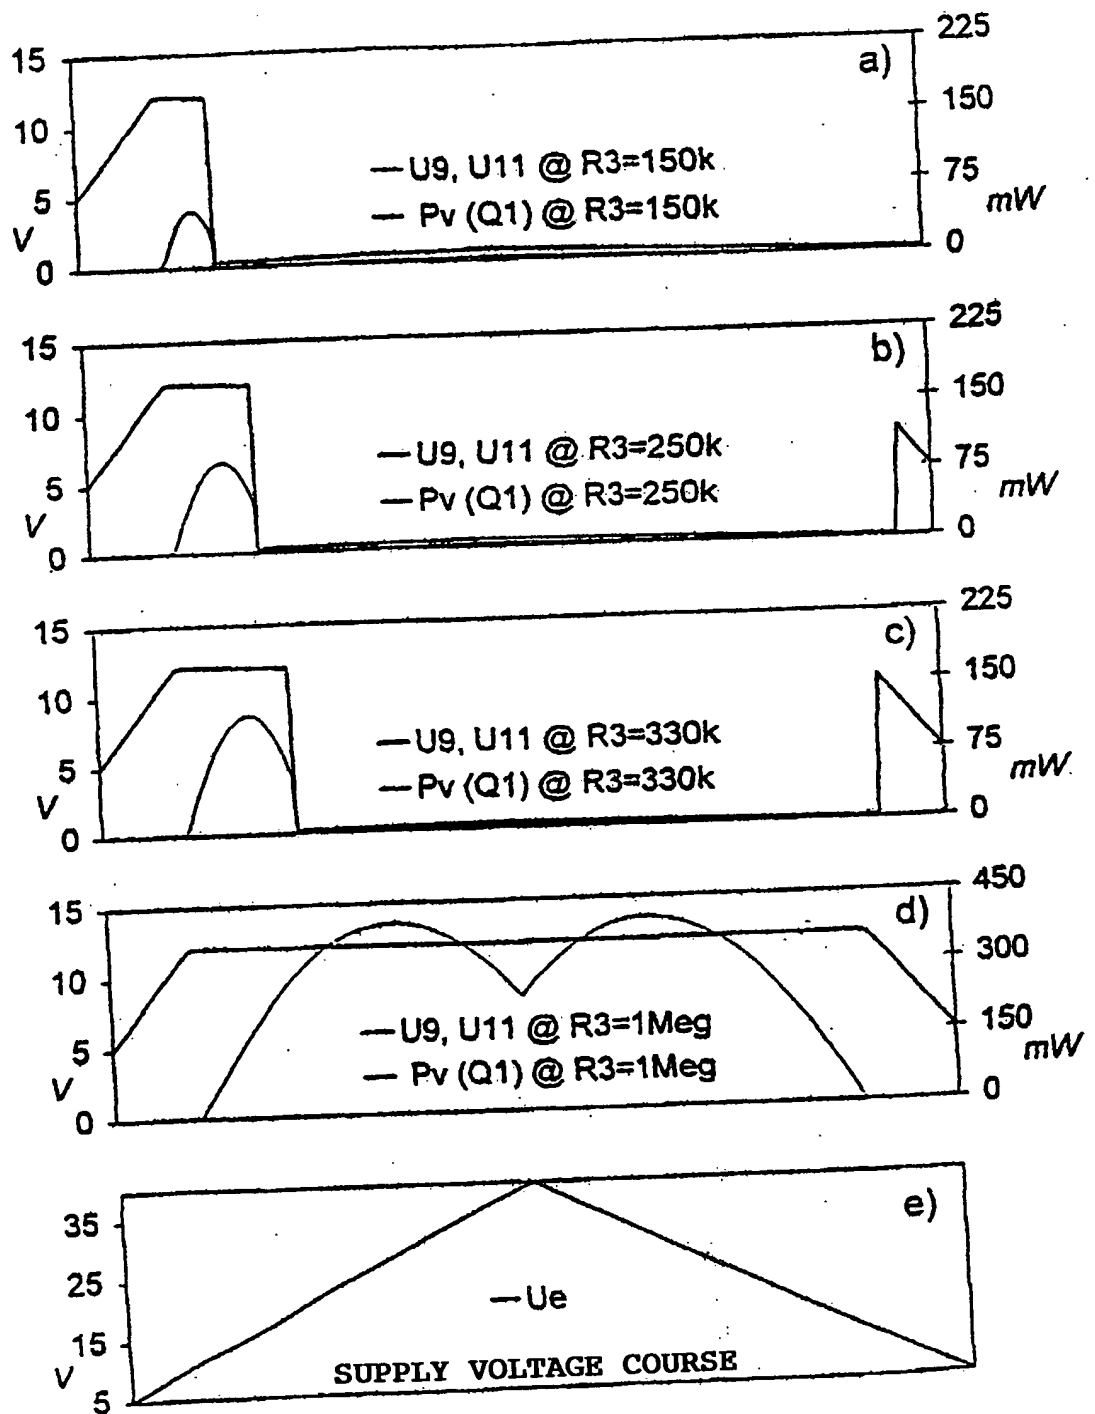 a)
15
10
5
V
0
225
150
75
mW
0
U9, U11 @ R3=150k
Pv (Q1) @ R3=150k
b)
15
10
5
V
0
225
150
75
mW
0
U9, U11 @ R3=250k
Pv (Q1) @ R3=250k
c)
15
10
5
V
0
225
150
75
mW
0
U9, U11 @ R3=330k
Pv (Q1) @ R3=330k
d)
15
10
5
V
0
450
300
150
mW
0
U9, U11 @ R3=1Meg
Pv (Q1) @ R3=1Meg
e)
35
25
15
V
5
Ue
SUPPLY VOLTAGE COURSE